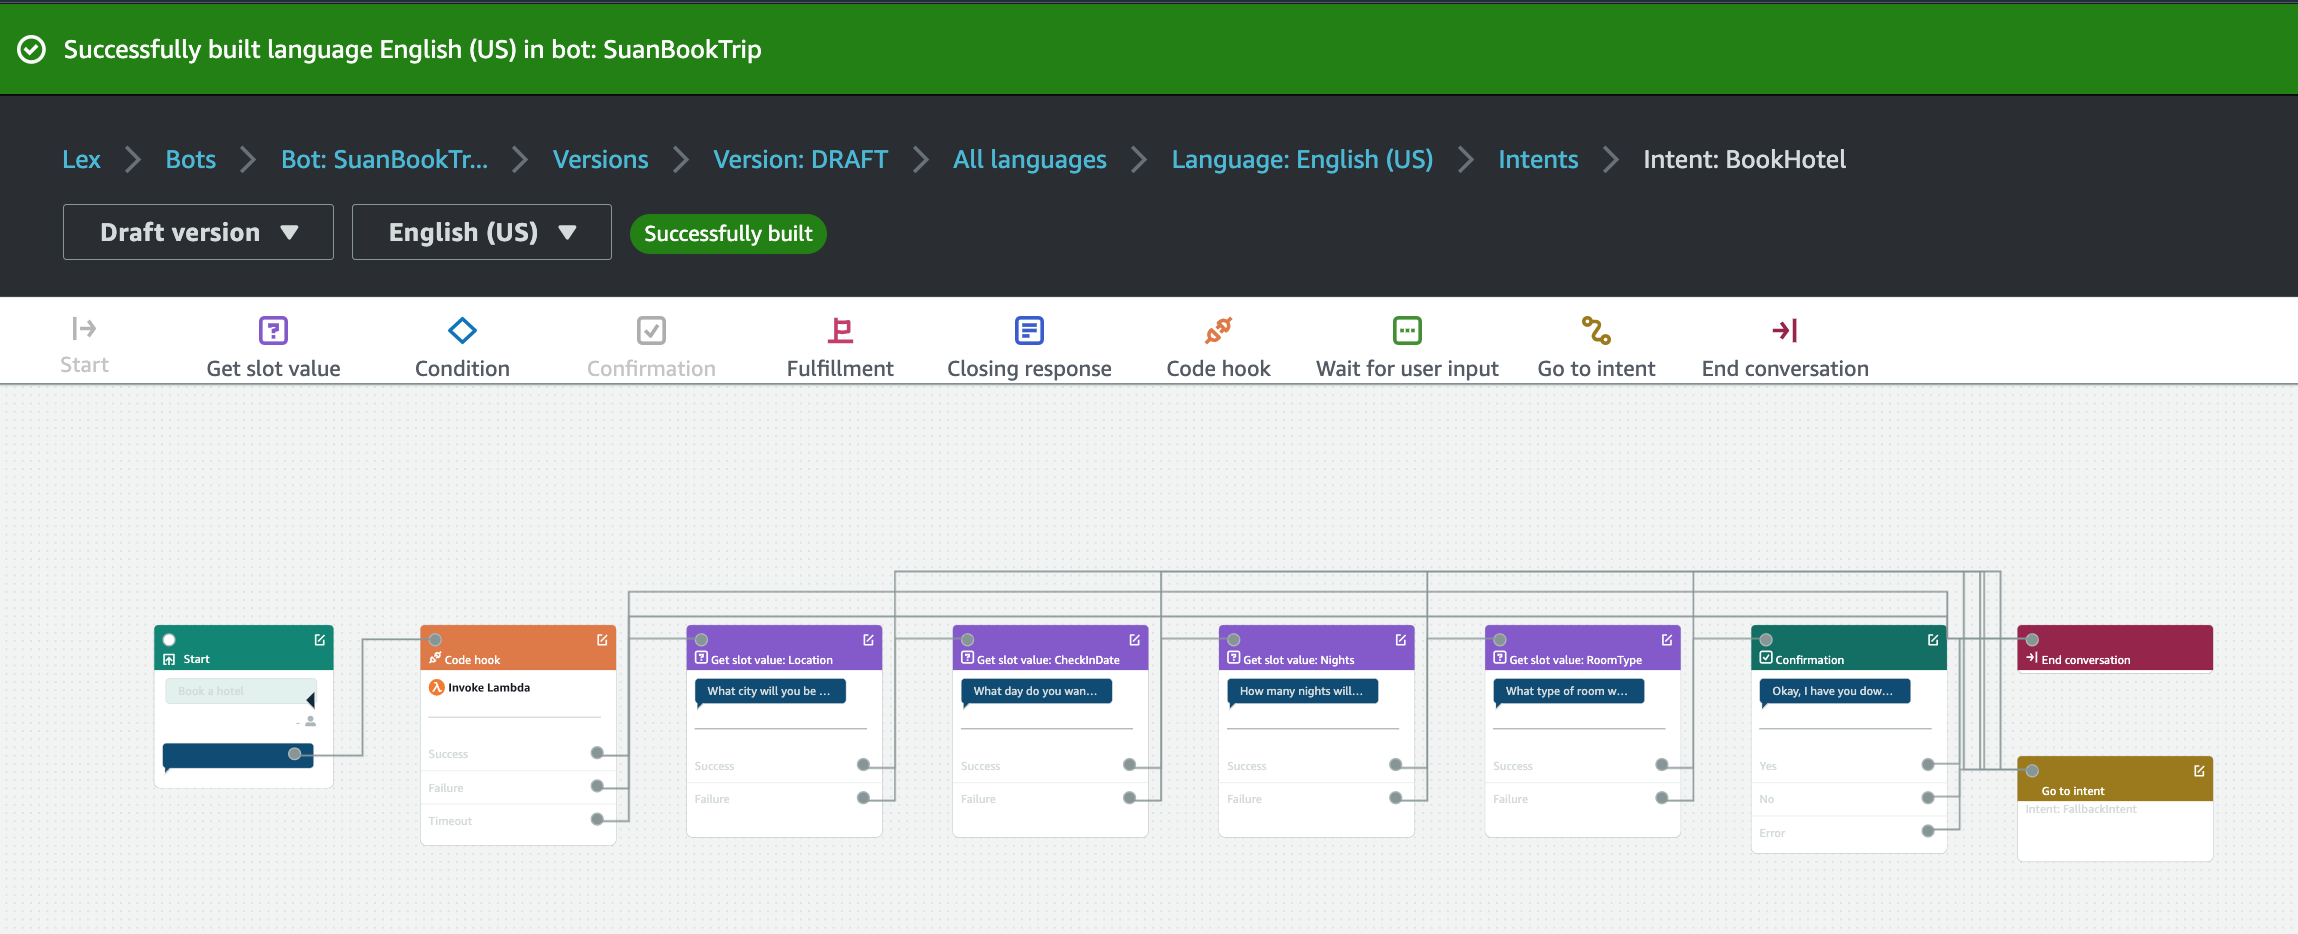 Successfully built language English (US) in bot: SuanBookTrip
Lex Bots Bot: SuanBookTr... Versions Version: DRAFT All languages Language: English (US) Intents Intent: BookHotel
Draft version English (US) Successfully built
Start Get slot value Condition Confirmation Fulfillment Closing response Code hook Wait for user input Go to intent End conversation
Start
Book a hotel
-
Code hook
Invoke Lambda
Success
Failure
Timeout
Get slot value: Location
What city will you be ...
Success
Failure
Get slot value: CheckInDate
What day do you wan...
Success
Failure
Get slot value: Nights
How many nights will...
Success
Failure
Get slot value: RoomType
What type of room w...
Success
Failure
Confirmation
Okay, I have you dow...
Yes
No
Error
End conversation
Go to intent
Intent: FallbackIntent